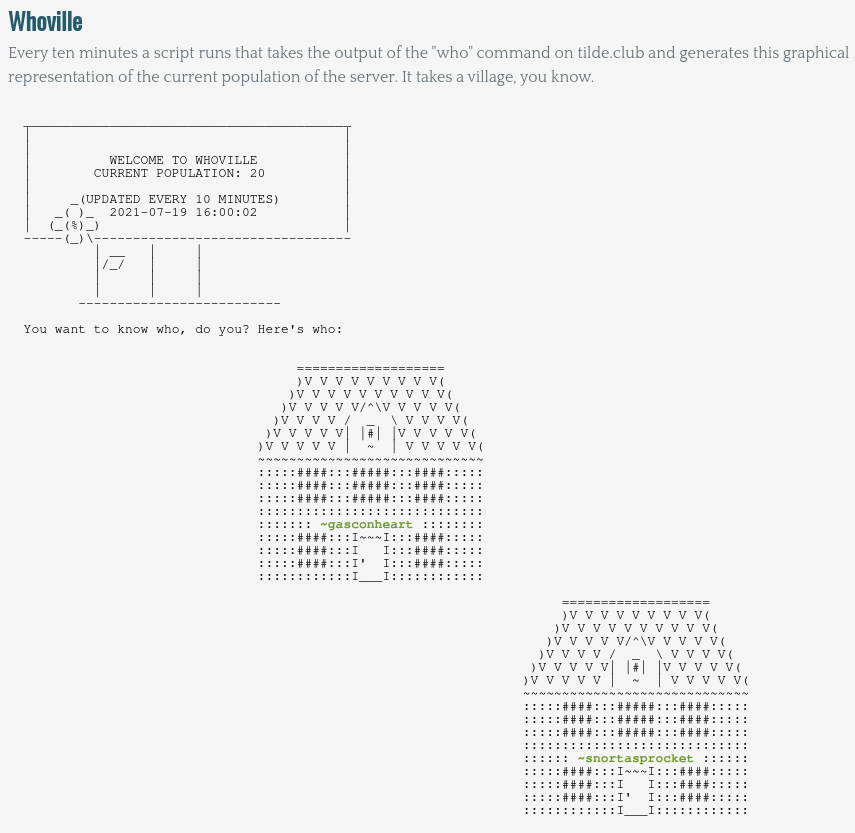 Whoville
Every ten minutes a script runs that takes the output of the "who" command on tilde.club and generates this graphical
representation of the current population of the server. It takes a village, you know.
WELCOME TO WHOVILLE
CURRENT POPULATION: 20
(UPDATED EVERY 10 MINUTES)
2021-07-19 16:00:02
You want to know who, do you? Here's who:
~gasconheart
~snortasprocket